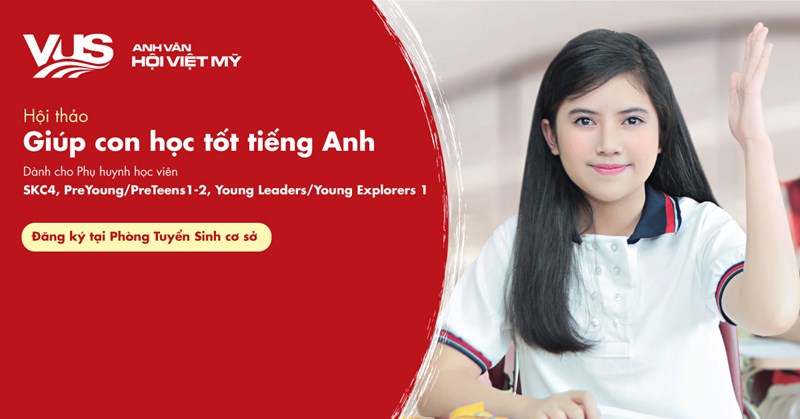 VUS
ANH VĂN
HỘI VIỆT MỸ
Hội thảo
Giúp con học tốt tiếng Anh
Dành cho Phụ huynh học viên
SKC4, PreYoung/PreTeens1-2, Young Leaders/Young Explorers 1
Đăng ký tại Phòng Tuyển Sinh cơ sở